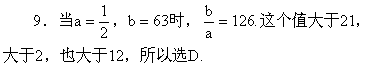 9．当a=1/2，b=63时，b/a=126.这个值大于21，
大于2，也大于12，所以选D.